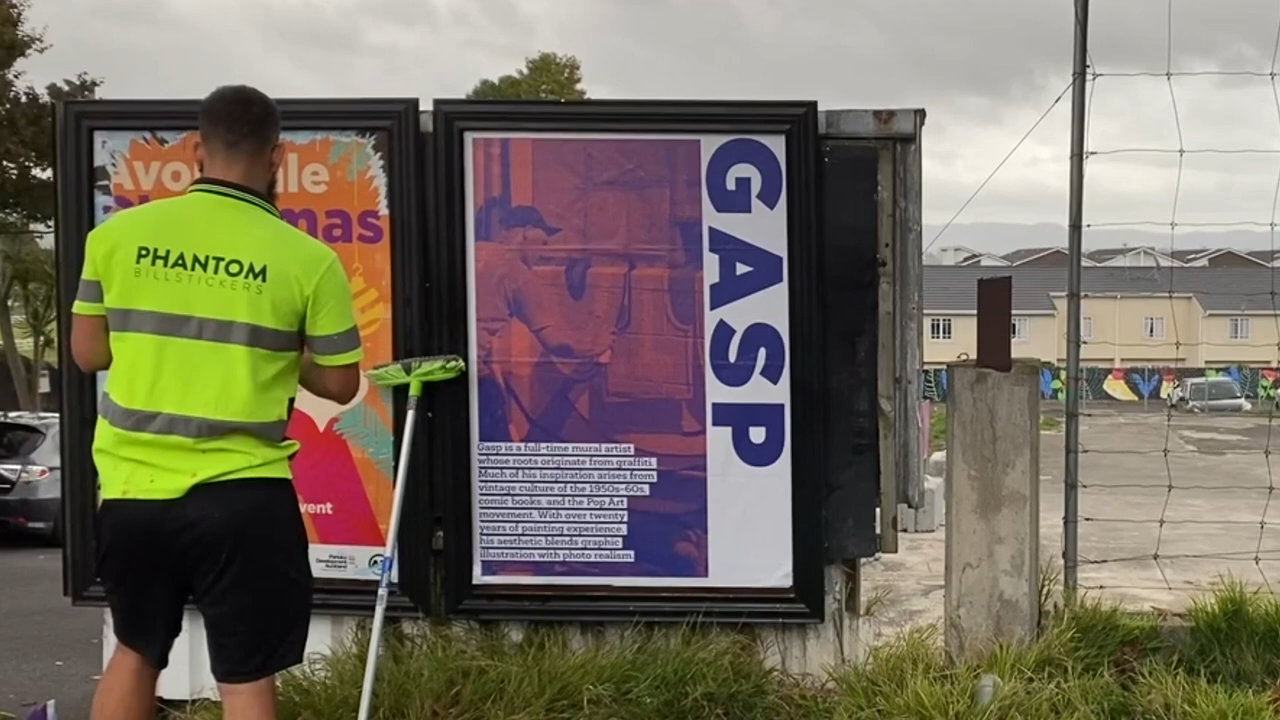 PHANTOM
BILLSTICKERS
GASP
Gasp is a full-time mural artist
whose roots originate from graffiti.
Much of his inspiration arises from
vintage culture of the 1950s-60s,
comic books, and the Pop Art
movement. With over twenty
years of painting experience,
his aesthetic blends graphic
illustration with photo realism.